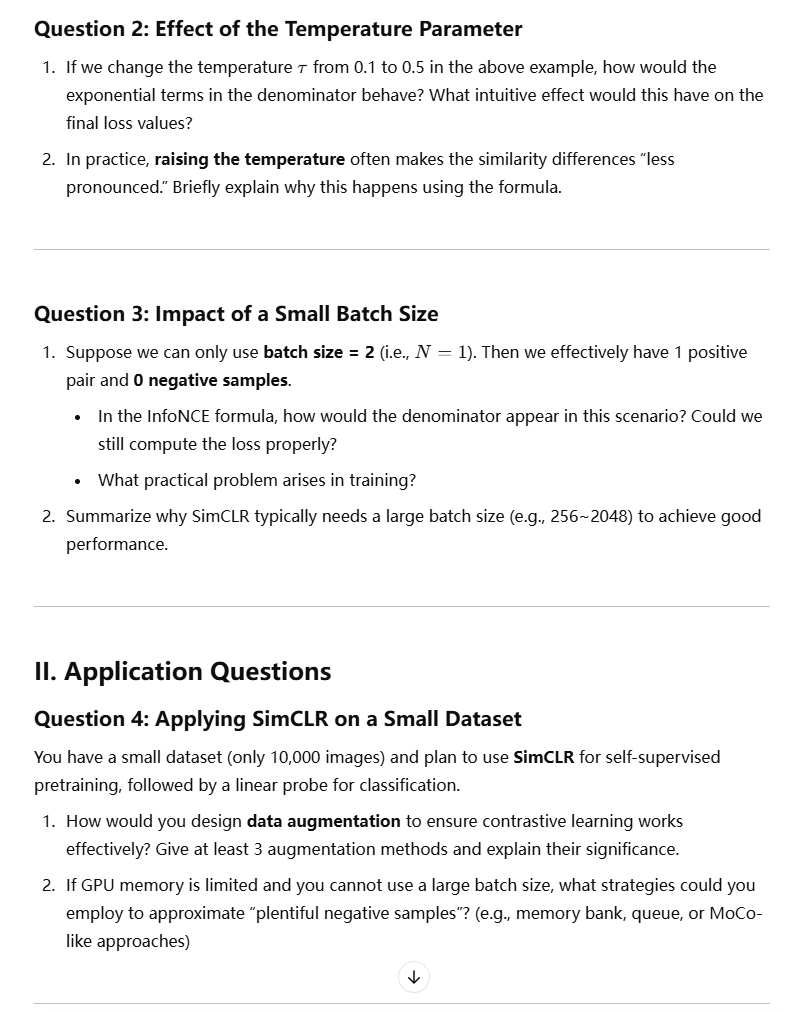 Question 2: Effect of the Temperature Parameter
1. If we change the temperature τ from 0.1 to 0.5 in the above example, how would the
exponential terms in the denominator behave? What intuitive effect would this have on the
final loss values?
2. In practice, raising the temperature often makes the similarity differences “less
pronounced.” Briefly explain why this happens using the formula.
Question 3: Impact of a Small Batch Size
1. Suppose we can only use batch size = 2 (i.e., N = 1). Then we effectively have 1 positive
pair and 0 negative samples.
• In the InfoNCE formula, how would the denominator appear in this scenario? Could we
still compute the loss properly?
• What practical problem arises in training?
2. Summarize why SimCLR typically needs a large batch size (e.g., 256~2048) to achieve good
performance.
II. Application Questions
Question 4: Applying SimCLR on a Small Dataset
You have a small dataset (only 10,000 images) and plan to use SimCLR for self-supervised
pretraining, followed by a linear probe for classification.
1. How would you design data augmentation to ensure contrastive learning works
effectively? Give at least 3 augmentation methods and explain their significance.
2. If GPU memory is limited and you cannot use a large batch size, what strategies could you
employ to approximate “plentiful negative samples”? (e.g., memory bank, queue, or MoCo-
like approaches)